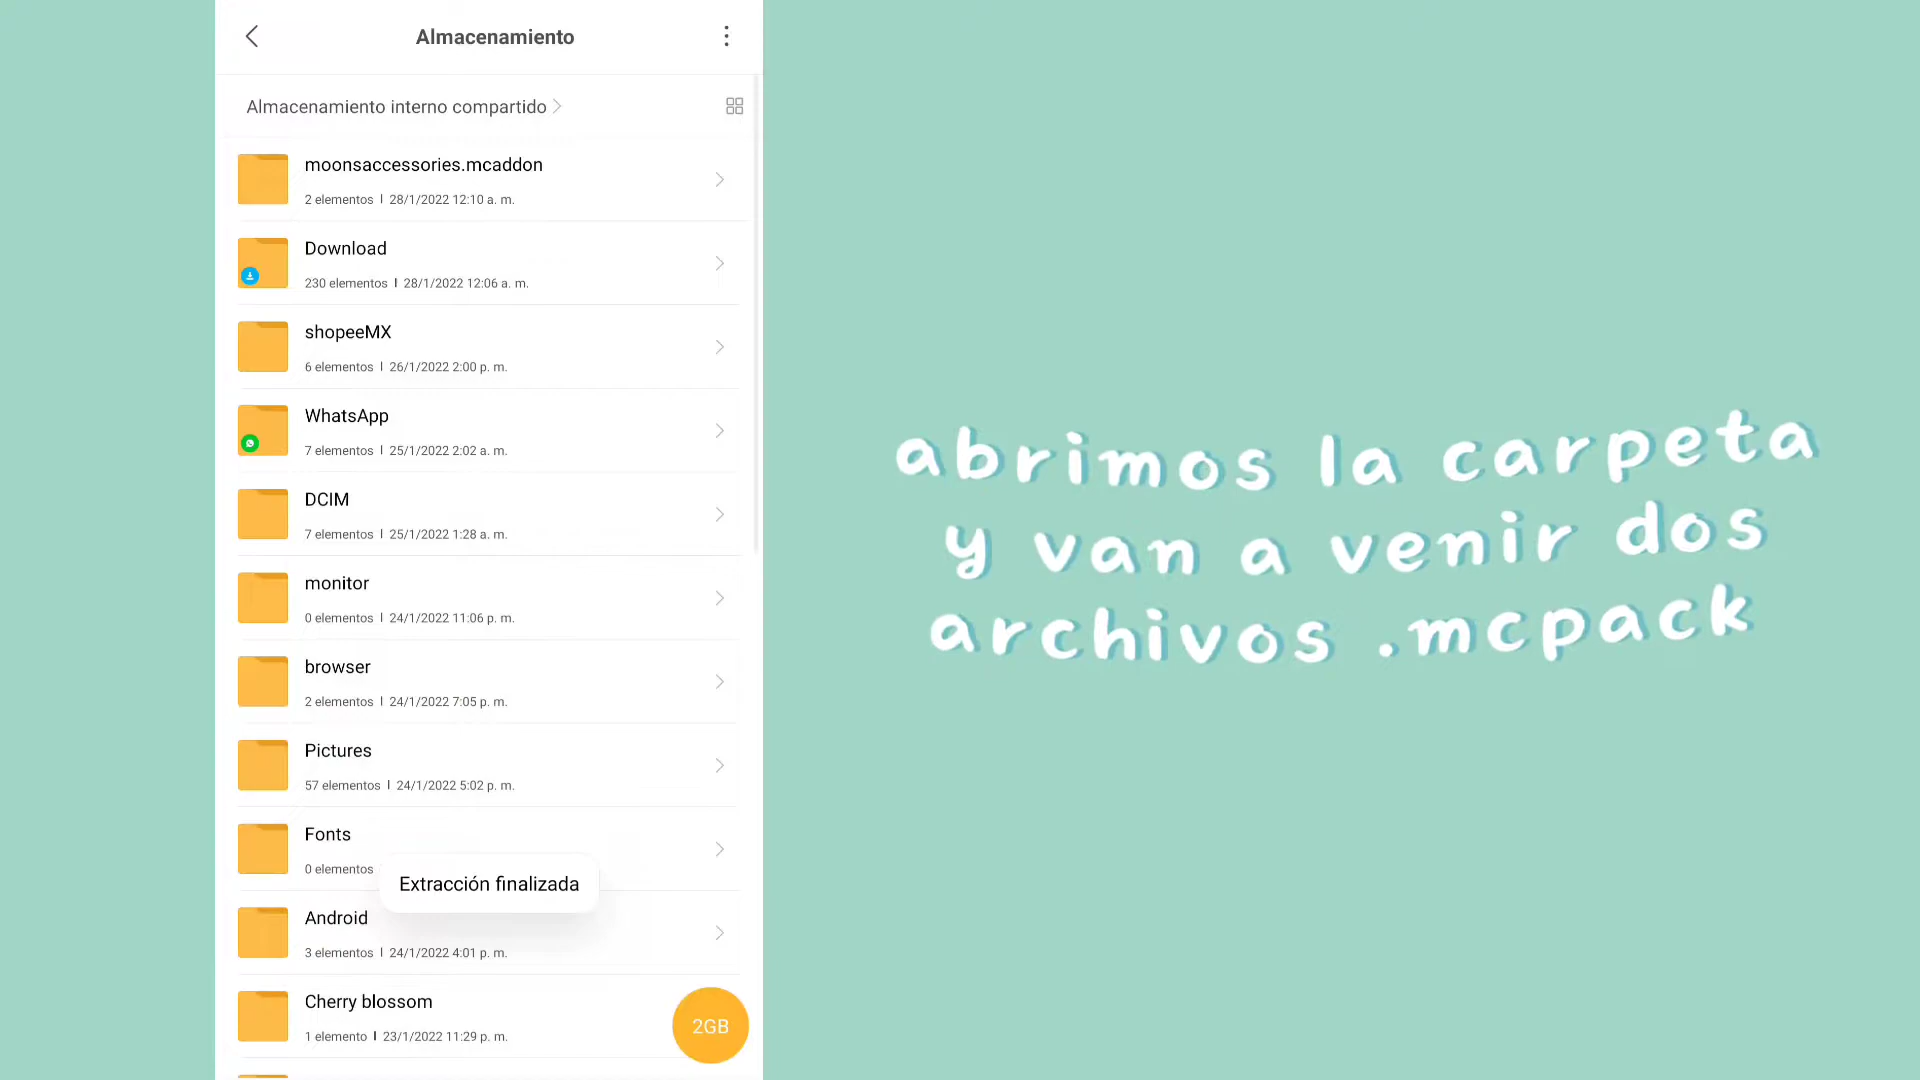 Almacenamiento
Almacenamiento interno compartido
moonsaccessories.mcaddon
2 elementos | 28/1/2022 12:10 a. m.
Download
230 elementos | 28/1/2022 12:06 a. m.
shopeeMX
6 elementos | 26/1/2022 2:00 p. m.
WhatsApp
7 elementos | 25/1/2022 2:02 a. m.
DCIM
7 elementos | 25/1/2022 1:28 a. m.
monitor
0 elementos | 24/1/2022 11:06 p. m.
browser
2 elementos | 24/1/2022 7:05 p. m.
Pictures
57 elementos | 24/1/2022 5:02 p. m.
Fonts
0 elementos
Extracción finalizada
Android
3 elementos | 24/1/2022 4:01 p. m.
Cherry blossom
1 elemento | 23/1/2022 11:29 p. m.
2GB
abrimos la carpeta
y van a venir dos
archivos .mcpack